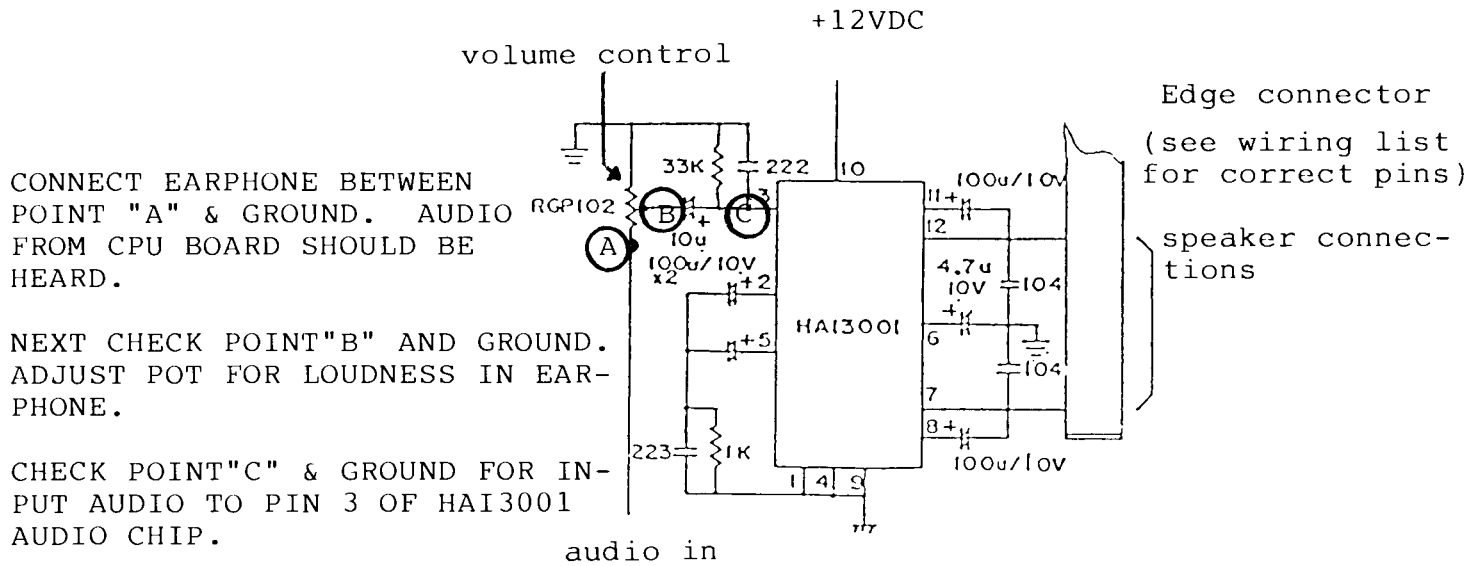 +12VDC
volume control
Edge connector
(see wiring list
for correct pins)
CONNECT EARPHONE BETWEEN
POINT "A" & GROUND. AUDIO
FROM CPU BOARD SHOULD BE
HEARD.
NEXT CHECK POINT"B" AND GROUND.
ADJUST POT FOR LOUDNESS IN EAR-
PHONE.
CHECK POINT"C" & GROUND FOR IN-
PUT AUDIO TO PIN 3 OF HA13001
AUDIO CHIP.
33K
222
3
10
RGP102
B
+
10u
C
A
100u/10V
x2
+2
+5
HA13001
223
1K
1 4 9
audio in
100u/10V
11+
12
4.7u
10V
104
+
6
104
7
8+
100u/10V
speaker connec-
tions